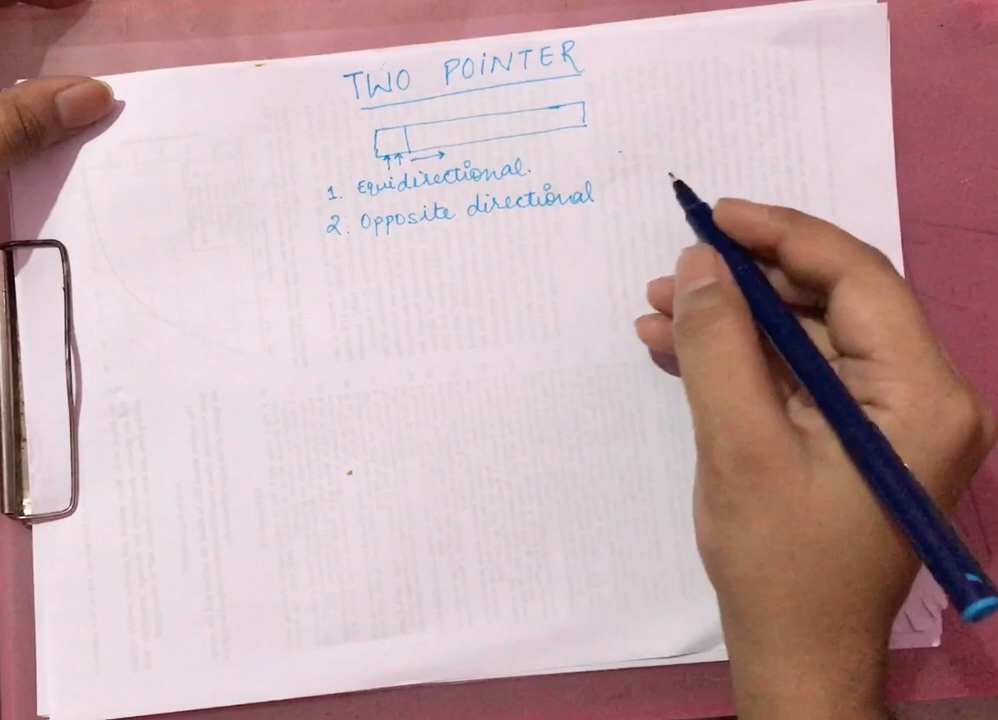 TWO POINTER
1. Equidirectional.
2. Opposite directional